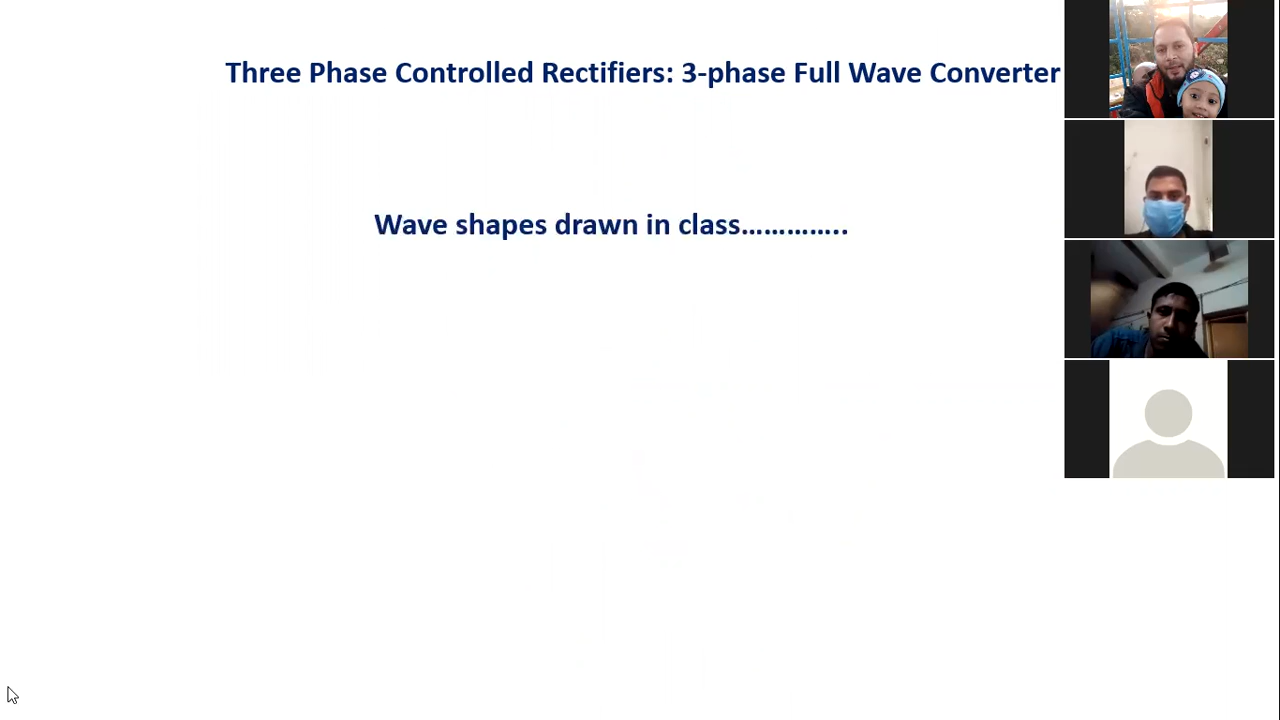 Three Phase Controlled Rectifiers: 3-phase Full Wave Converter
Wave shapes drawn in class…………..